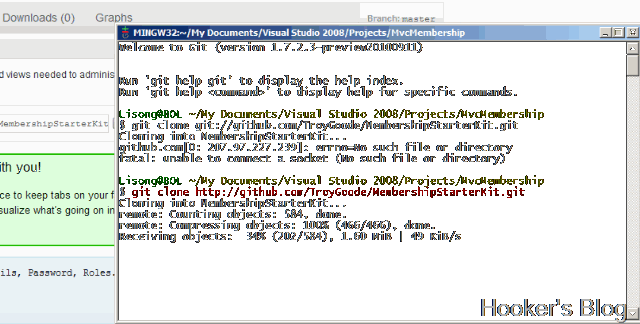 Downloads (0) Graphs Branch: master
MINGW32:~/My Documents/Visual Studio 2008/Projects/MvcMembership
Welcome to Git (version 1.7.2.3-preview20100911)
d views needed to adminis
Run 'git help git' to display the help index.
Run 'git help <command>' to display help for specific commands.
Lisong@BOL ~/My Documents/Visual Studio 2008/Projects/MvcMembership
MembershipStarterKit
$ git clone git://github.com/TroyGoode/MembershipStarterKit.git
Cloning into MembershipStarterKit...
github.com[0: 207.97.227.239]: errno=No such file or directory
fatal: unable to connect a socket (No such file or directory)
ith you!
Lisong@BOL ~/My Documents/Visual Studio 2008/Projects/MvcMembership
ce to keep tabs on your f
$ git clone http://github.com/TroyGoode/MembershipStarterKit.git
sualize what's going on in
Cloning into MembershipStarterKit...
remote: Counting objects: 584, done.
remote: Compressing objects: 100% (466/466), done.
Receiving objects: 34% (202/584), 1.60 MiB | 49 KiB/s
ils, Password, Roles.
Hooker's Blog